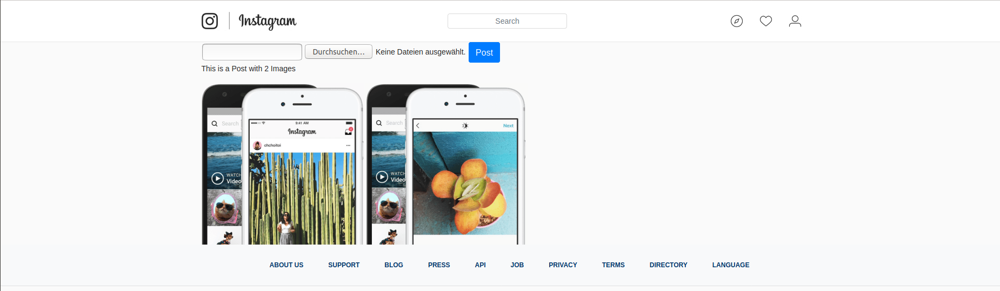 Instagram
Search
Durchsuchen... Keine Dateien ausgewählt. Post
This is a Post with 2 Images
Search
9:41 AM
Instagram
chchoitoi
WATCH
Video
Search
Next
WATCH
Video
ABOUT US SUPPORT BLOG PRESS API JOB PRIVACY TERMS DIRECTORY LANGUAGE